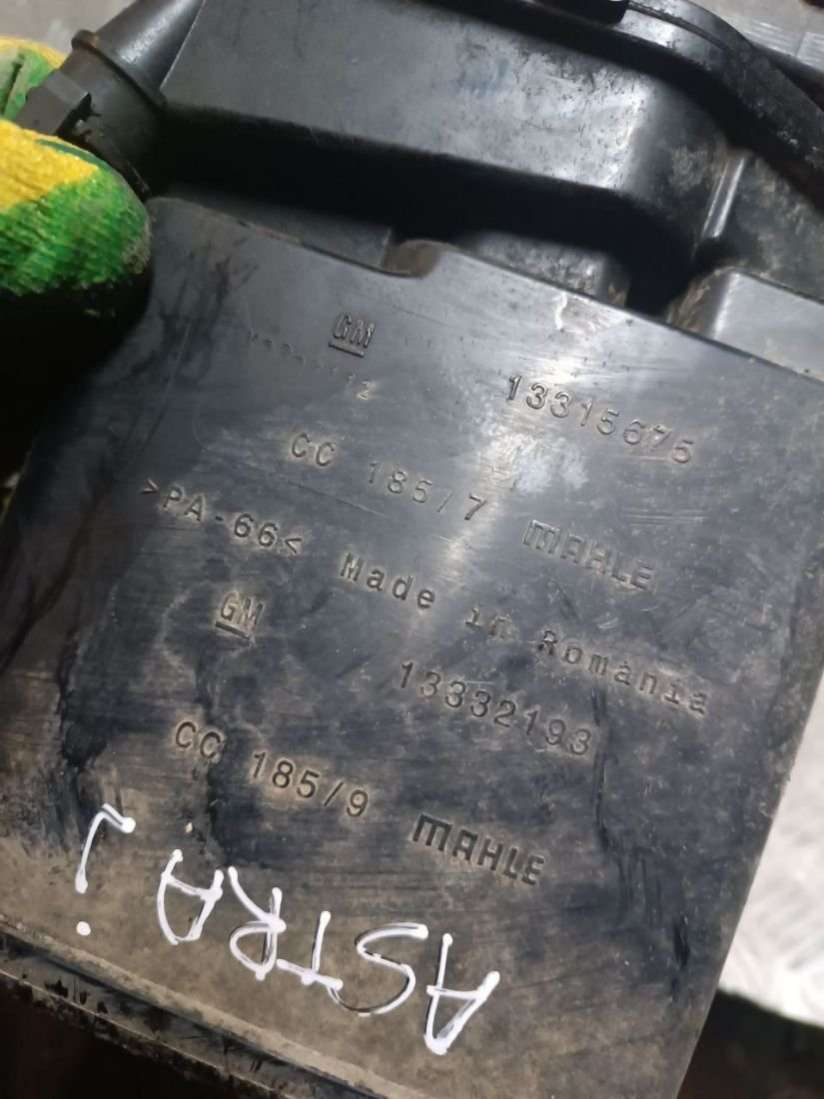 GM
13315675
CC 185/7 MAHLE
>PA-66< Made in Romania
GM
13332193
CC 185/9 MAHLE
ASTRA j